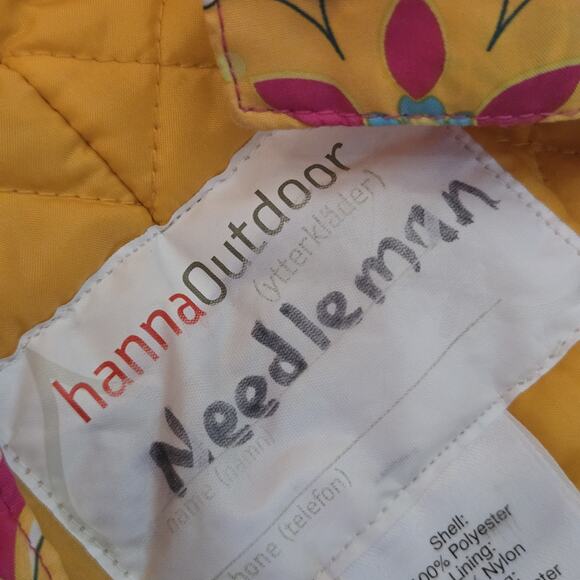 hannaOutdoor
(ytterkläder)
Needleman
name (namn)
phone (telefon)
Shell:
100% Polyester
Lining:
Nylon